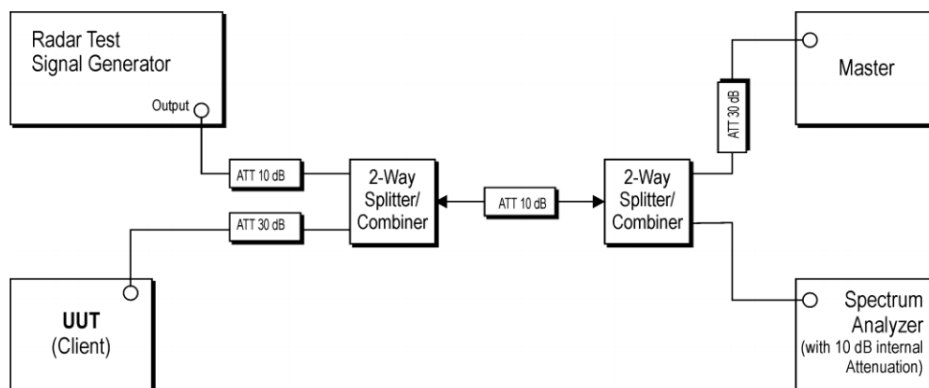 Radar Test
Signal Generator
Output
ATT 10 dB
ATT 30 dB
2-Way
Splitter/
Combiner
ATT 10 dB
2-Way
Splitter/
Combiner
ATT 30 dB
Master
UUT
(Client)
Spectrum
Analyzer
(with 10 dB internal
Attenuation)